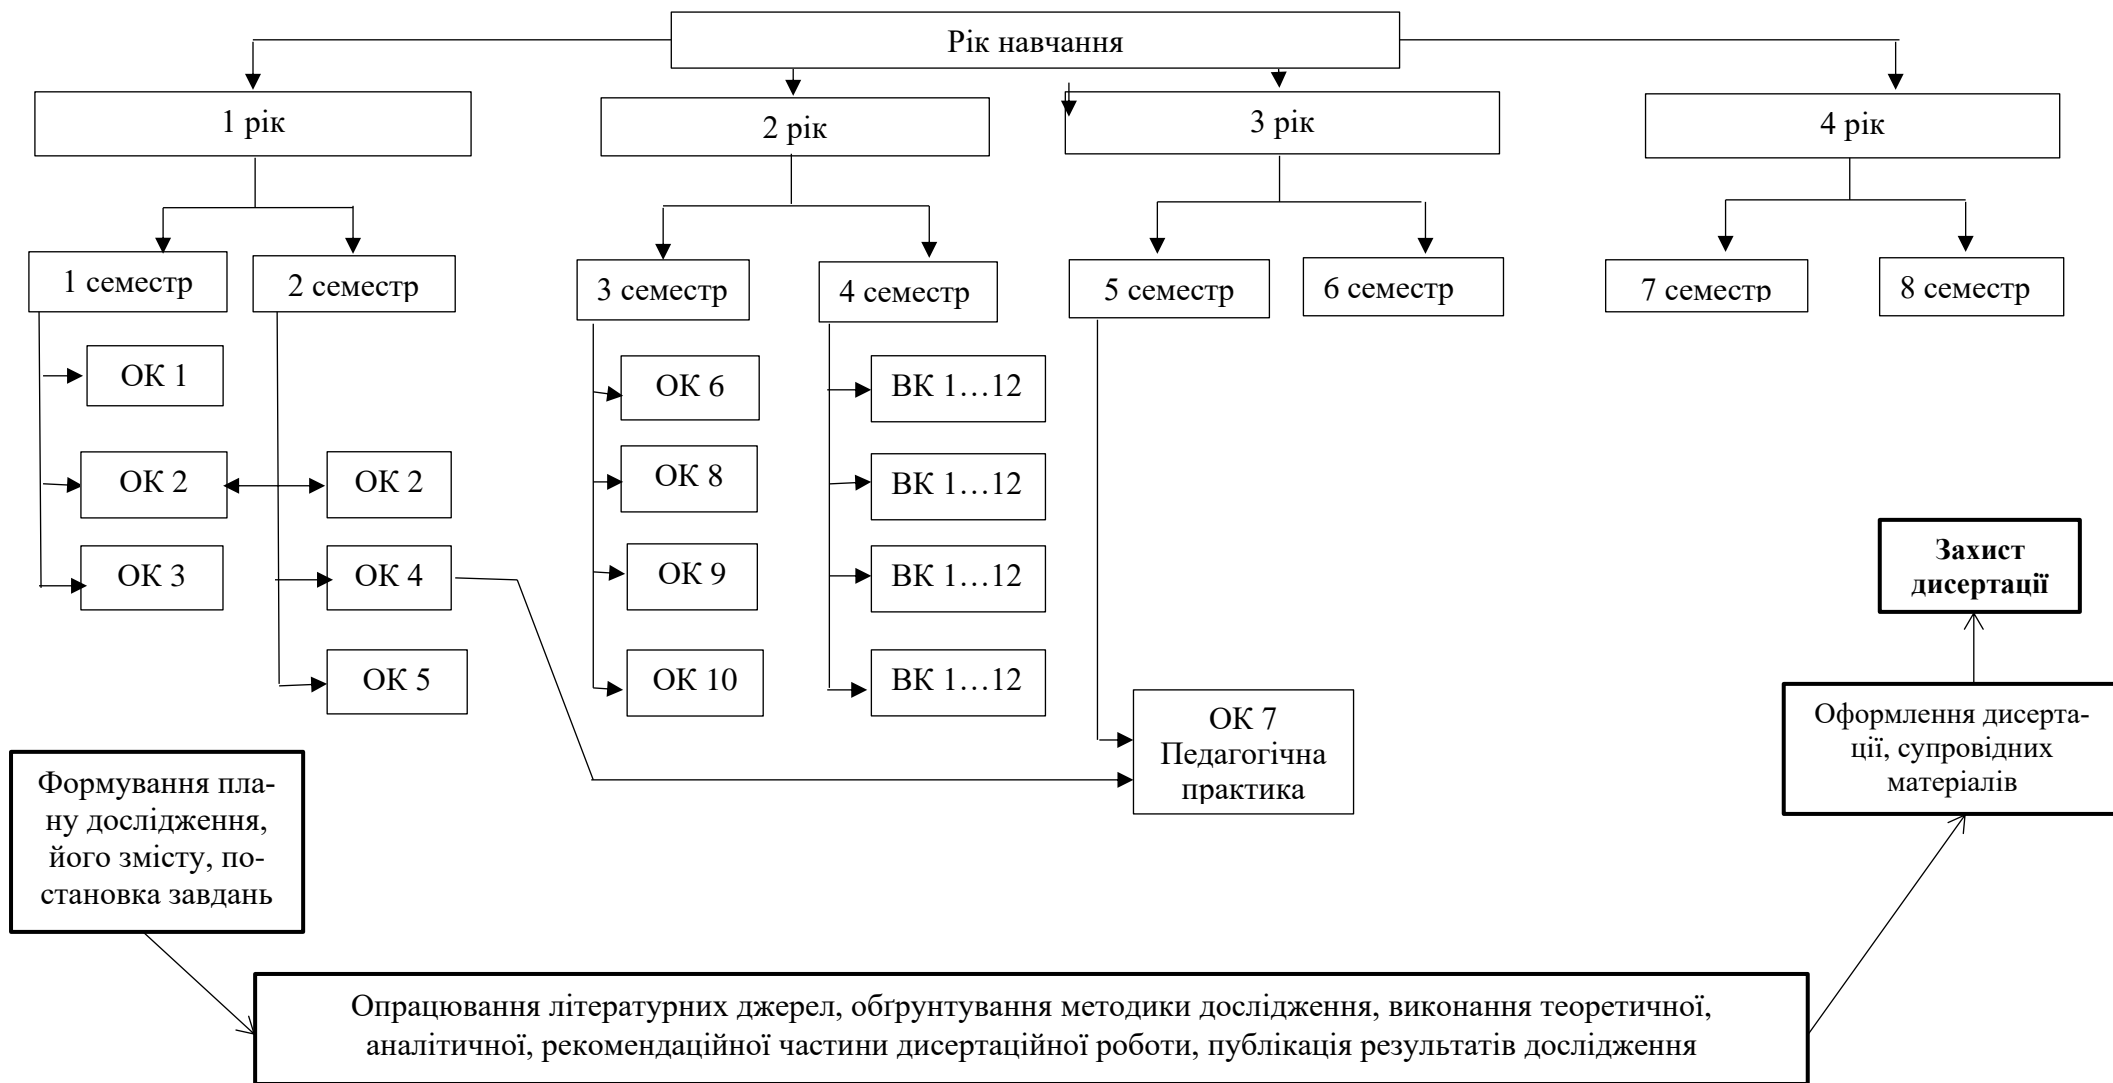 Рік навчання
1 рік
2 рік
3 рік
4 рік
1 семестр
2 семестр
3 семестр
4 семестр
5 семестр
6 семестр
7 семестр
8 семестр
ОК 1
ОК 6
ВК 1…12
ОК 2
ОК 2
ОК 8
ВК 1…12
ОК 3
ОК 4
ОК 9
ВК 1…12
ОК 5
ОК 10
ВК 1…12
ОК 7
Педагогічна
практика
Захист
дисертації
Оформлення дисерта-
ції, супровідних
матеріалів
Формування пла-
ну дослідження,
його змісту, по-
становка завдань
Опрацювання літературних джерел, обґрунтування методики дослідження, виконання теоретичної,
аналітичної, рекомендаційної частини дисертаційної роботи, публікація результатів дослідження